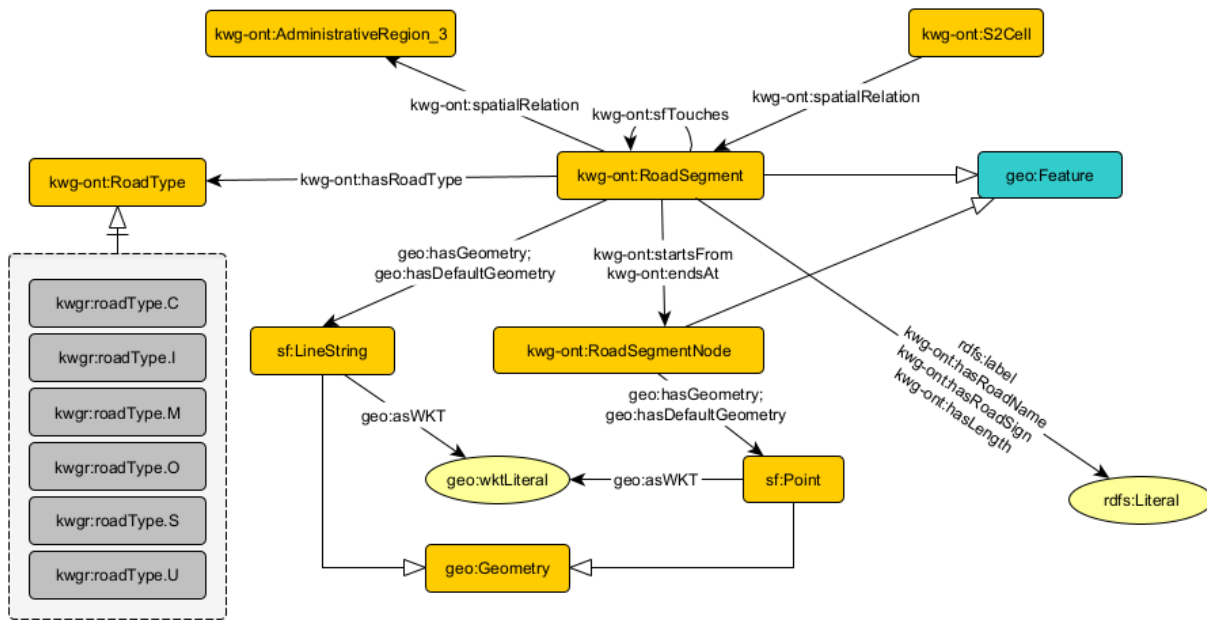 kwg-ont:AdministrativeRegion_3
kwg-ont:S2Cell
kwg-ont:spatialRelation
kwg-ont:spatialRelation
kwg-ont:sfTouches
kwg-ont:RoadType
kwg-ont:hasRoadType
kwg-ont:RoadSegment
geo:Feature
geo:hasGeometry;
geo:hasDefaultGeometry
kwg-ont:startsFrom
kwg-ont:endsAt
kwgr:roadType.C
kwgr:roadType.I
kwgr:roadType.M
kwgr:roadType.O
kwgr:roadType.S
kwgr:roadType.U
sf:LineString
kwg-ont:RoadSegmentNode
rdfs:label
kwg-ont:hasRoadName
kwg-ont:hasRoadSign
kwg-ont:hasLength
geo:asWKT
geo:hasGeometry;
geo:hasDefaultGeometry
geo:wktLiteral
geo:asWKT
sf:Point
rdfs:Literal
geo:Geometry